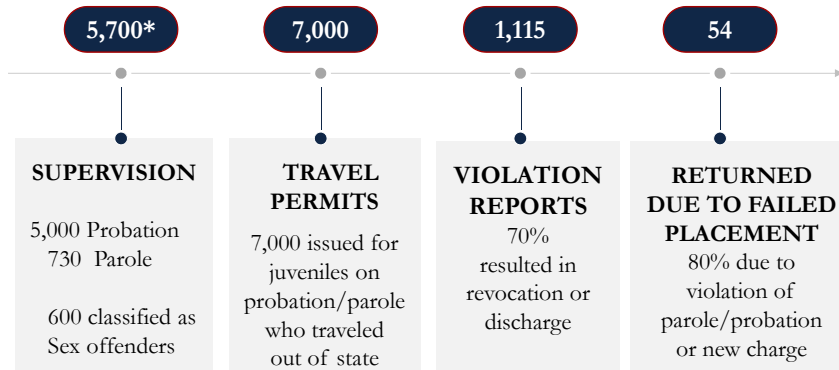 5,700*
7,000
1,115
54
SUPERVISION
5,000 Probation
730 Parole
600 classified as
Sex offenders
TRAVEL
PERMITS
7,000 issued for
juveniles on
probation/parole
who traveled
out of state
VIOLATION
REPORTS
70%
resulted in
revocation or
discharge
RETURNED
DUE TO FAILED
PLACEMENT
80% due to
violation of
parole/probation
or new charge